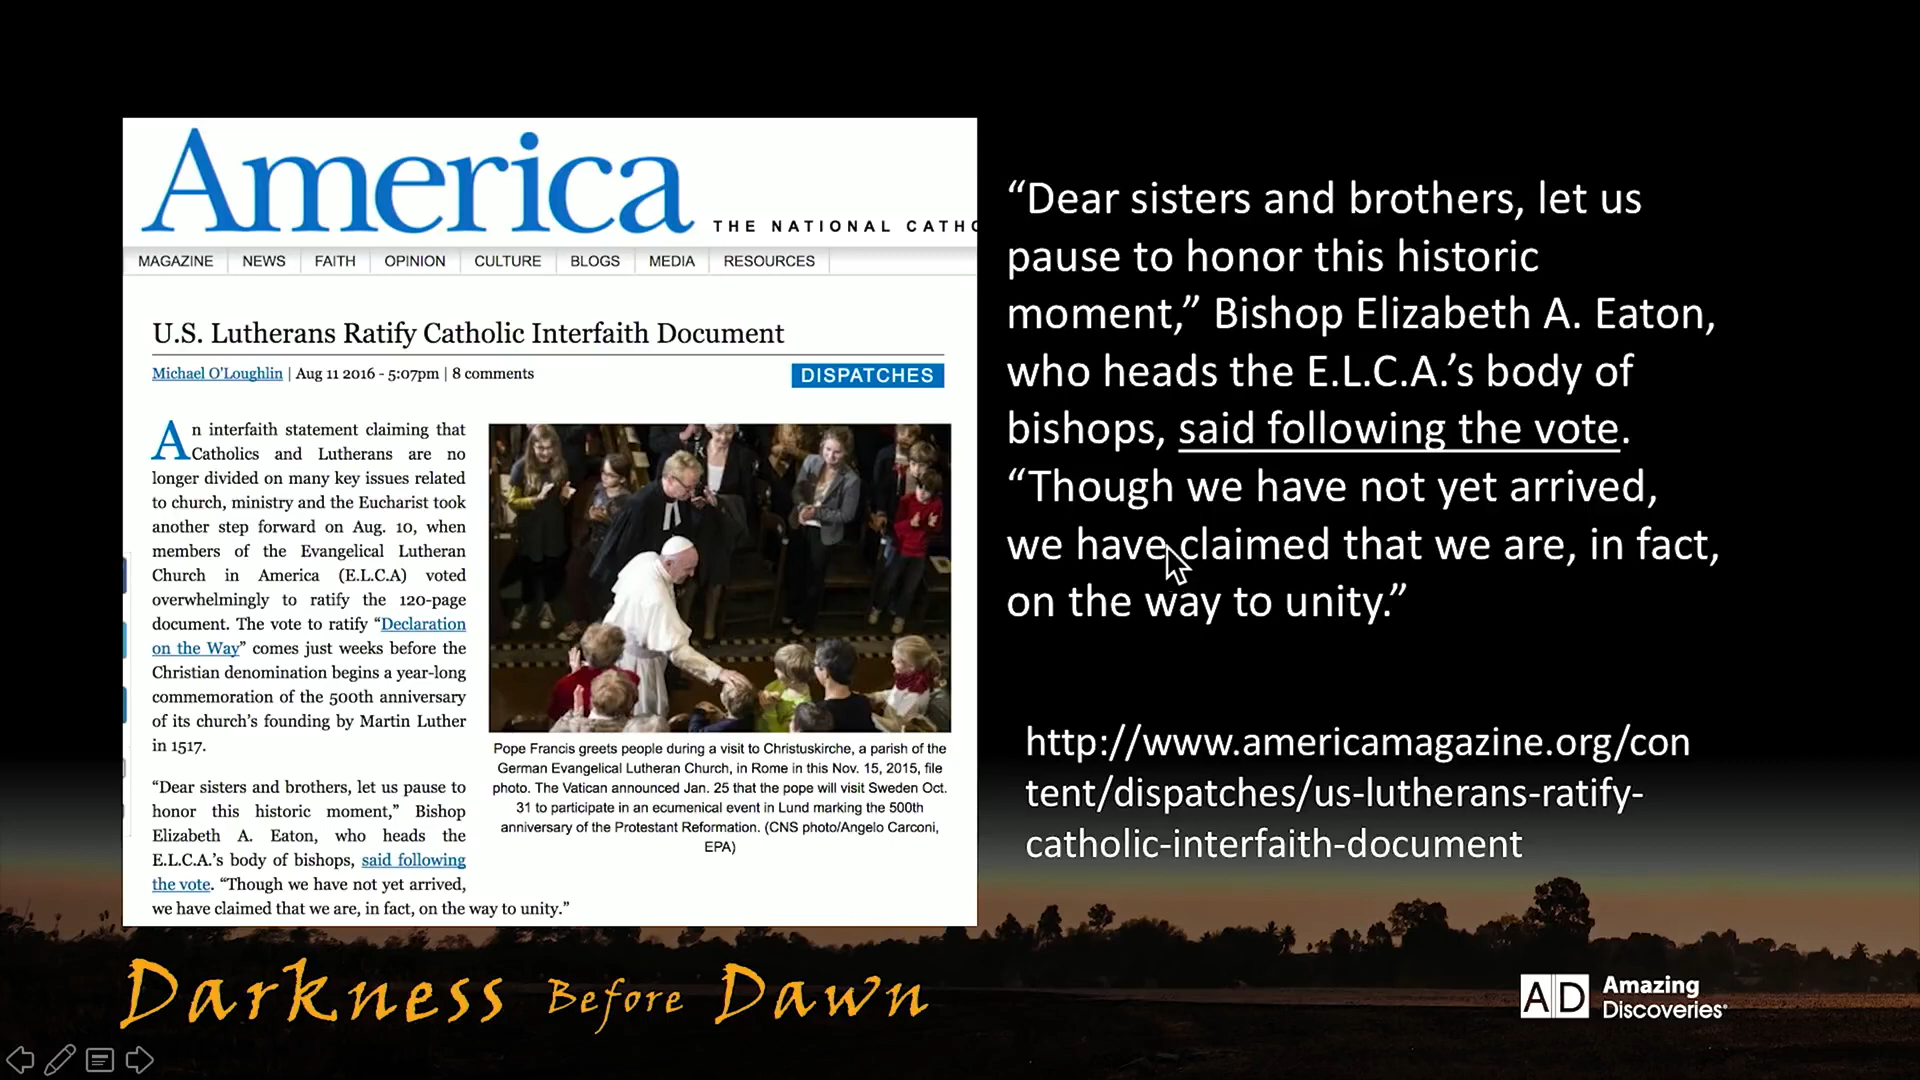 America
THE NATIONAL CATHO
MAGAZINE NEWS FAITH OPINION CULTURE BLOGS MEDIA RESOURCES
U.S. Lutherans Ratify Catholic Interfaith Document
Michael O'Loughlin | Aug 11 2016 - 5:07pm | 8 comments
DISPATCHES
An interfaith statement claiming that
Catholics and Lutherans are no
longer divided on many key issues related
to church, ministry and the Eucharist took
another step forward on Aug. 10, when
members of the Evangelical Lutheran
Church in America (E.L.C.A) voted
overwhelmingly to ratify the 120-page
document. The vote to ratify “Declaration
on the Way” comes just weeks before the
Christian denomination begins a year-long
commemoration of the 500th anniversary
of its church’s founding by Martin Luther
in 1517.
“Dear sisters and brothers, let us pause to
honor this historic moment,” Bishop
Elizabeth A. Eaton, who heads the
E.L.C.A.’s body of bishops, said following
the vote. “Though we have not yet arrived,
we have claimed that we are, in fact, on the way to unity.”
Pope Francis greets people during a visit to Christuskirche, a parish of the
German Evangelical Lutheran Church, in Rome in this Nov. 15, 2015, file
photo. The Vatican announced Jan. 25 that the pope will visit Sweden Oct.
31 to participate in an ecumenical event in Lund marking the 500th
anniversary of the Protestant Reformation. (CNS photo/Angelo Carconi,
EPA)
“Dear sisters and brothers, let us
pause to honor this historic
moment,” Bishop Elizabeth A. Eaton,
who heads the E.L.C.A.’s body of
bishops, said following the vote.
“Though we have not yet arrived,
we have claimed that we are, in fact,
on the way to unity.”
http://www.americamagazine.org/con
tent/dispatches/us-lutherans-ratify-
catholic-interfaith-document
Darkness Before Dawn
AD Amazing
Discoveries